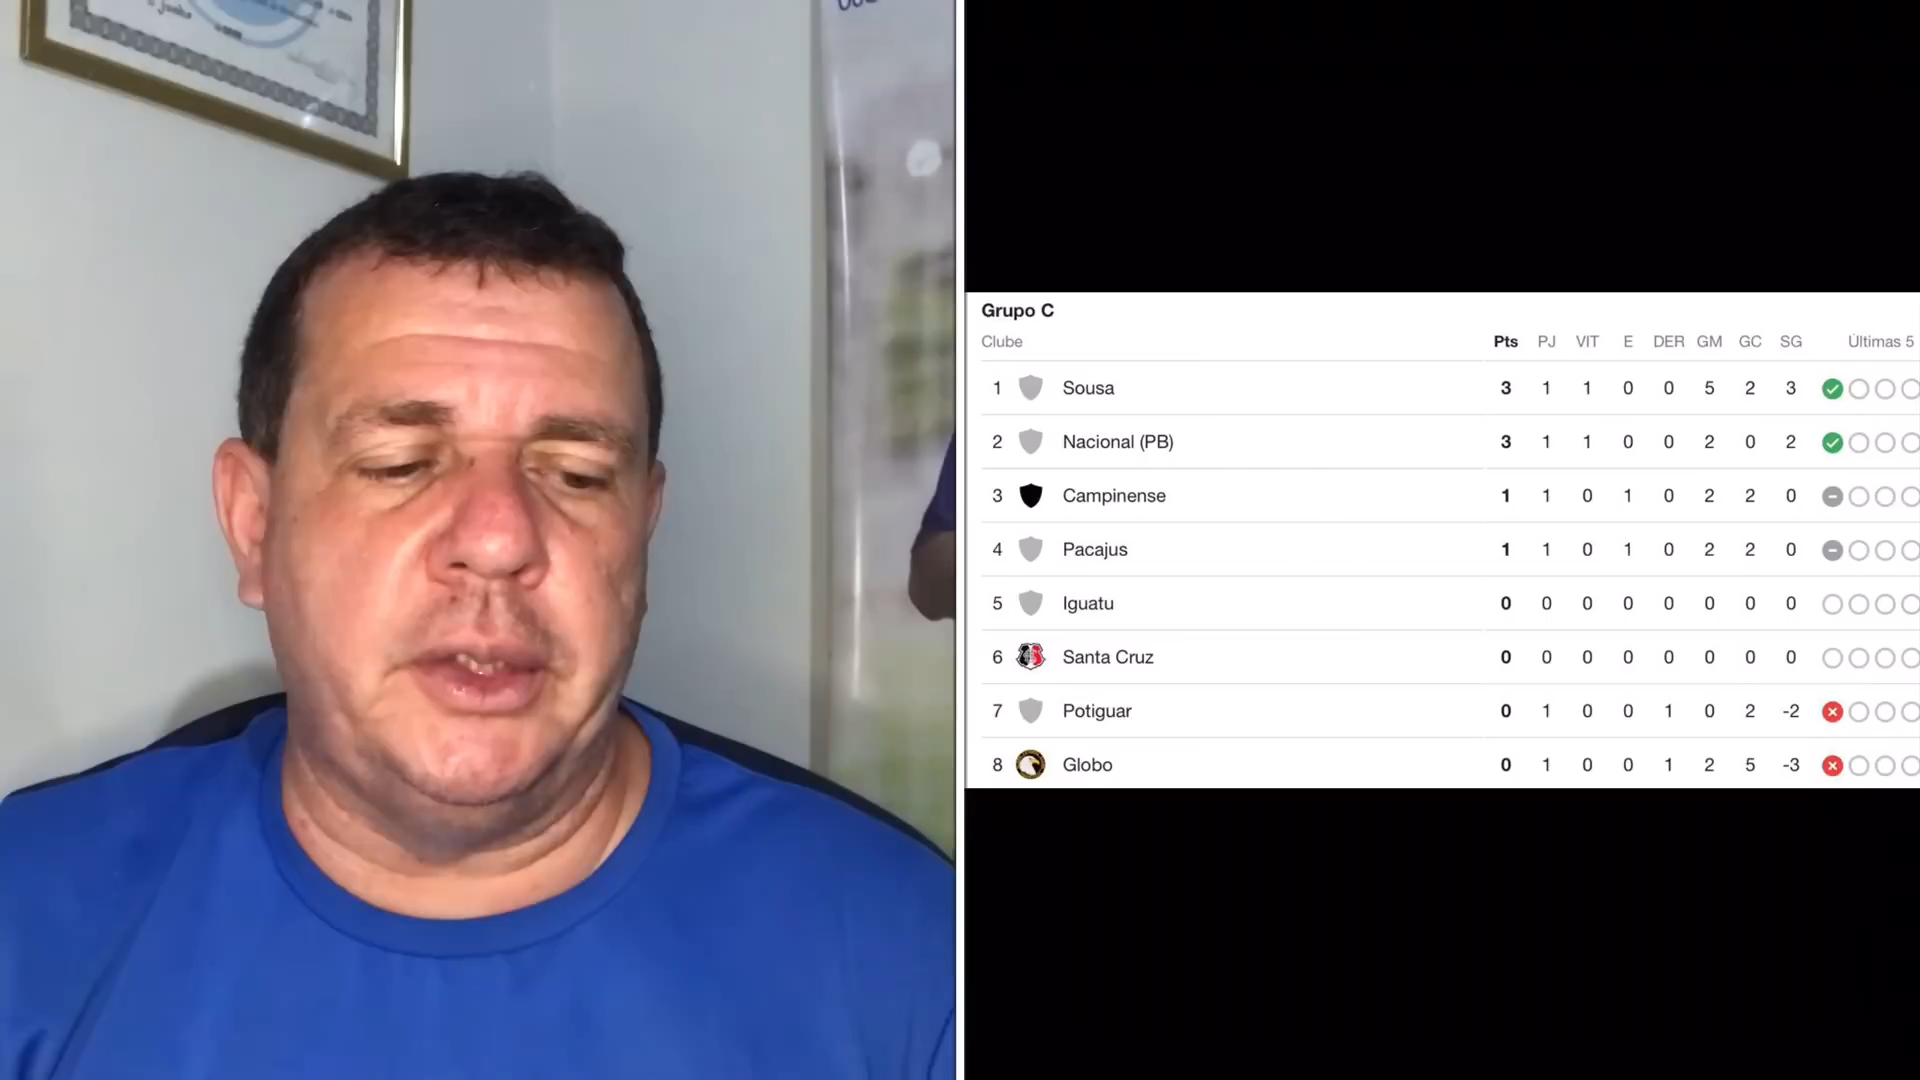 Grupo C
Clube Pts PJ VIT E DER GM GC SG Últimas 5
1 Sousa 3 1 1 0 0 5 2 3
2 Nacional (PB) 3 1 1 0 0 2 0 2
3 Campinense 1 1 0 1 0 2 2 0
4 Pacajus 1 1 0 1 0 2 2 0
5 Iguatu 0 0 0 0 0 0 0 0
6 Santa Cruz 0 0 0 0 0 0 0 0
7 Potiguar 0 1 0 0 1 0 2 -2
8 Globo 0 1 0 0 1 2 5 -3